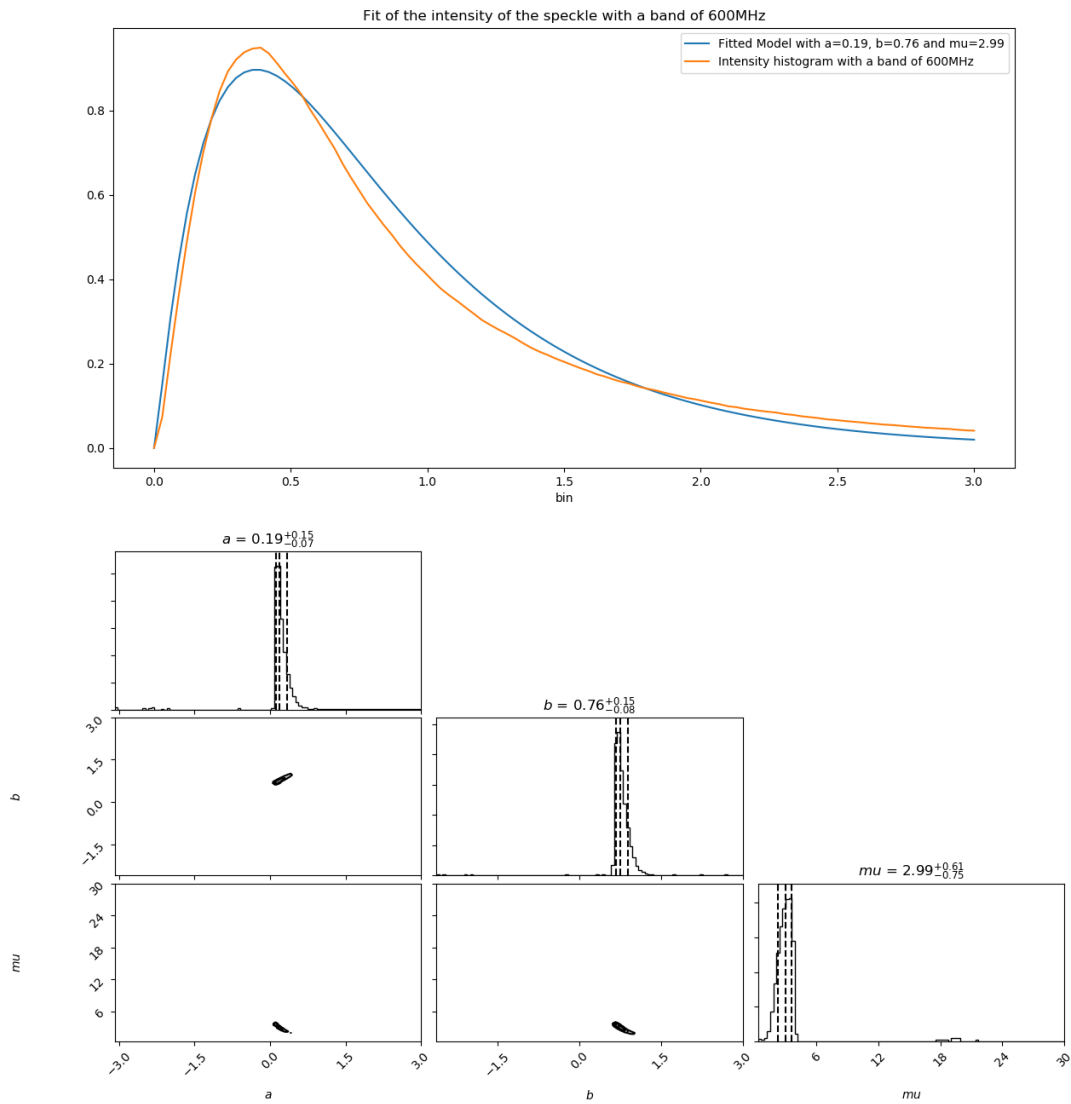 Fit of the intensity of the speckle with a band of 600MHz
Fitted Model with a=0.19, b=0.76 and mu=2.99
Intensity histogram with a band of 600MHz
0.8
0.6
0.4
0.2
0.0
0.0 0.5 1.0 1.5 2.0 2.5 3.0
bin
a = 0.19+0.15−0.07
b = 0.76+0.15−0.08
3.0
1.5
0.0
−1.5
b
mu = 2.99+0.61−0.75
30
24
18
12
6
mu
−3.0 −1.5 0.0 1.5 3.0
−1.5 0.0 1.5 3.0
6 12 18 24 30
a
b
mu